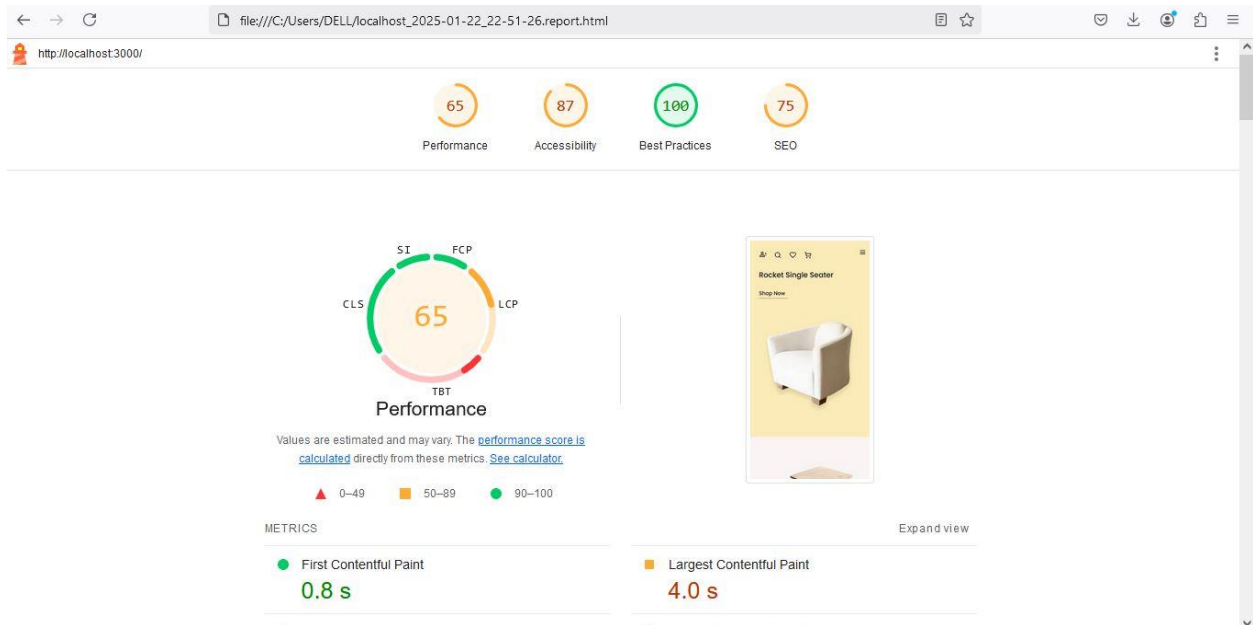 file:///C:/Users/DELL/localhost_2025-01-22_22-51-26.report.html
http://localhost:3000/
65 87 100 75
Performance Accessibility Best Practices SEO
SI FCP
CLS LCP
65
TBT
Performance
Values are estimated and may vary. The performance score is
calculated directly from these metrics. See calculator.
0–49 50–89 90–100
Rocket Single Seater
Shop Now
METRICS Expand view
First Contentful Paint
0.8 s
Largest Contentful Paint
4.0 s